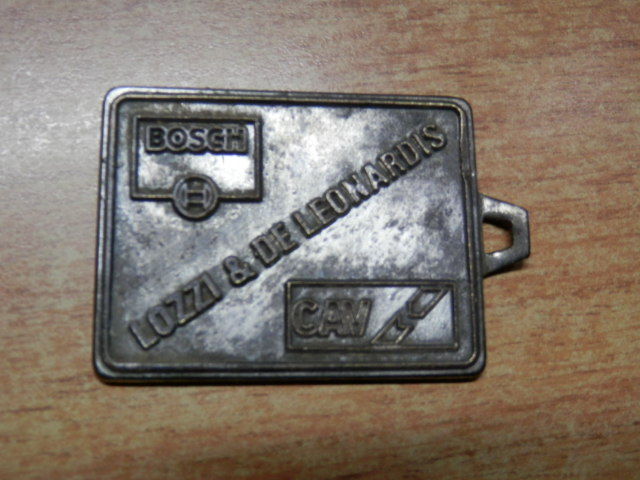 BOSCH
LOZZI & DE LEONARDIS
CAV